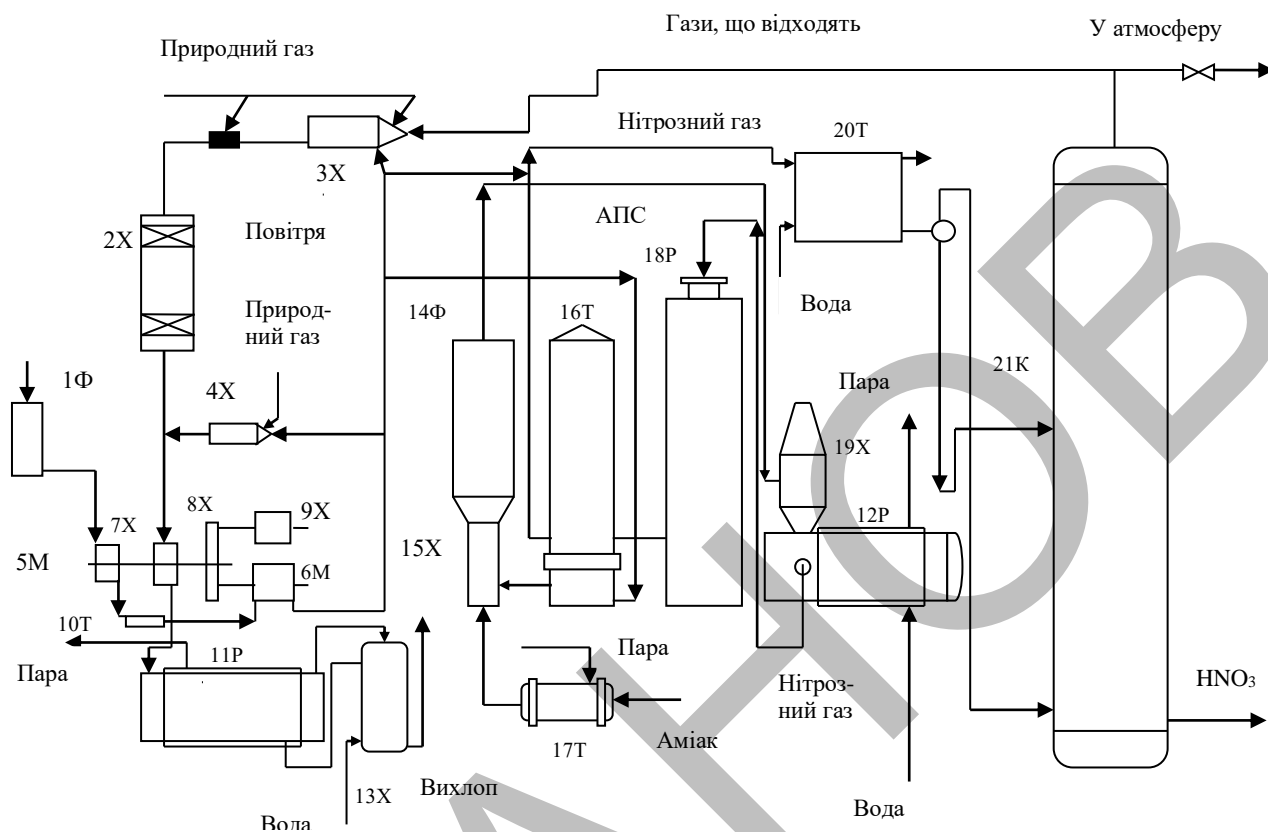 Природний газ
Гази, що відходять
У атмосферу
Нітрозний газ
20Т
3Х
АПС
2Х
Повітря
18Р
Вода
Природ-
ний газ
14Ф
16Т
1Ф
4Х
Пара
21К
19Х
7Х
8Х
9Х
12Р
5М
6М
15Х
10Т
11Р
Пара
Пара
Нітроз-
ний газ
HNO3
17Т
Аміак
13Х
Вихлоп
Вода
Вода
АНОВ